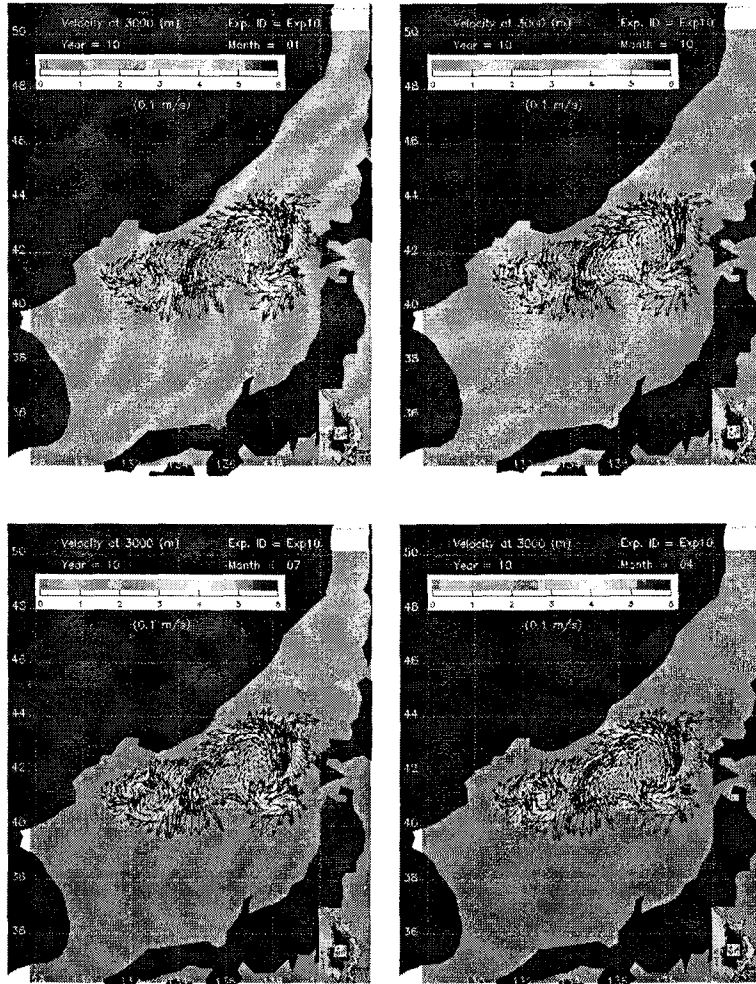 50
Velocity at 3000 (m) Exp. ID = Exp10
Year = 10 Month = 01
0 1 2 3 4 5 6
(0.1 m/s)
48
46
44
42
40
38
36
50
Velocity at 3000 (m) Exp. ID = Exp10
Year = 10 Month = 10
0 1 2 3 4 5 6
(0.1 m/s)
48
46
44
42
40
38
36
50
Velocity at 3000 (m) Exp. ID = Exp10
Year = 10 Month = 07
0 1 2 3 4 5 6
(0.1 m/s)
48
46
44
42
40
38
36
50
Velocity at 3000 (m) Exp. ID = Exp10
Year = 10 Month = 04
0 1 2 3 4 5 6
(0.1 m/s)
48
46
44
42
40
38
36